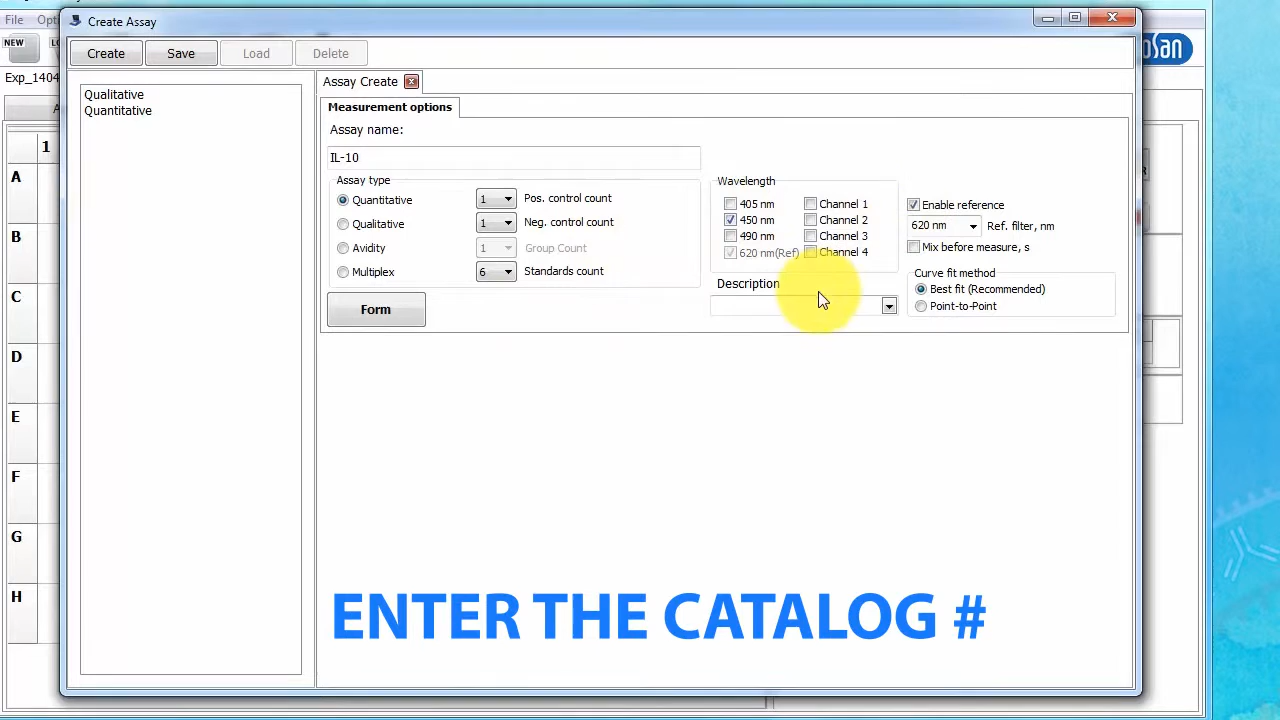 Create Assay
File
NEW
Create Save Load Delete
Exp_1404
Assay Create
Qualitative
Quantitative
Measurement options
Assay name:
IL-10
Assay type
Quantitative 1 Pos. control count
Qualitative 1 Neg. control count
Avidity 1 Group Count
Multiplex 6 Standards count
Form
Wavelength
405 nm Channel 1
450 nm Channel 2
490 nm Channel 3
620 nm(Ref) Channel 4
Description
Enable reference
620 nm Ref. filter, nm
Mix before measure, s
Curve fit method
Best fit (Recommended)
Point-to-Point
1
A
B
C
D
E
F
G
H
ENTER THE CATALOG #